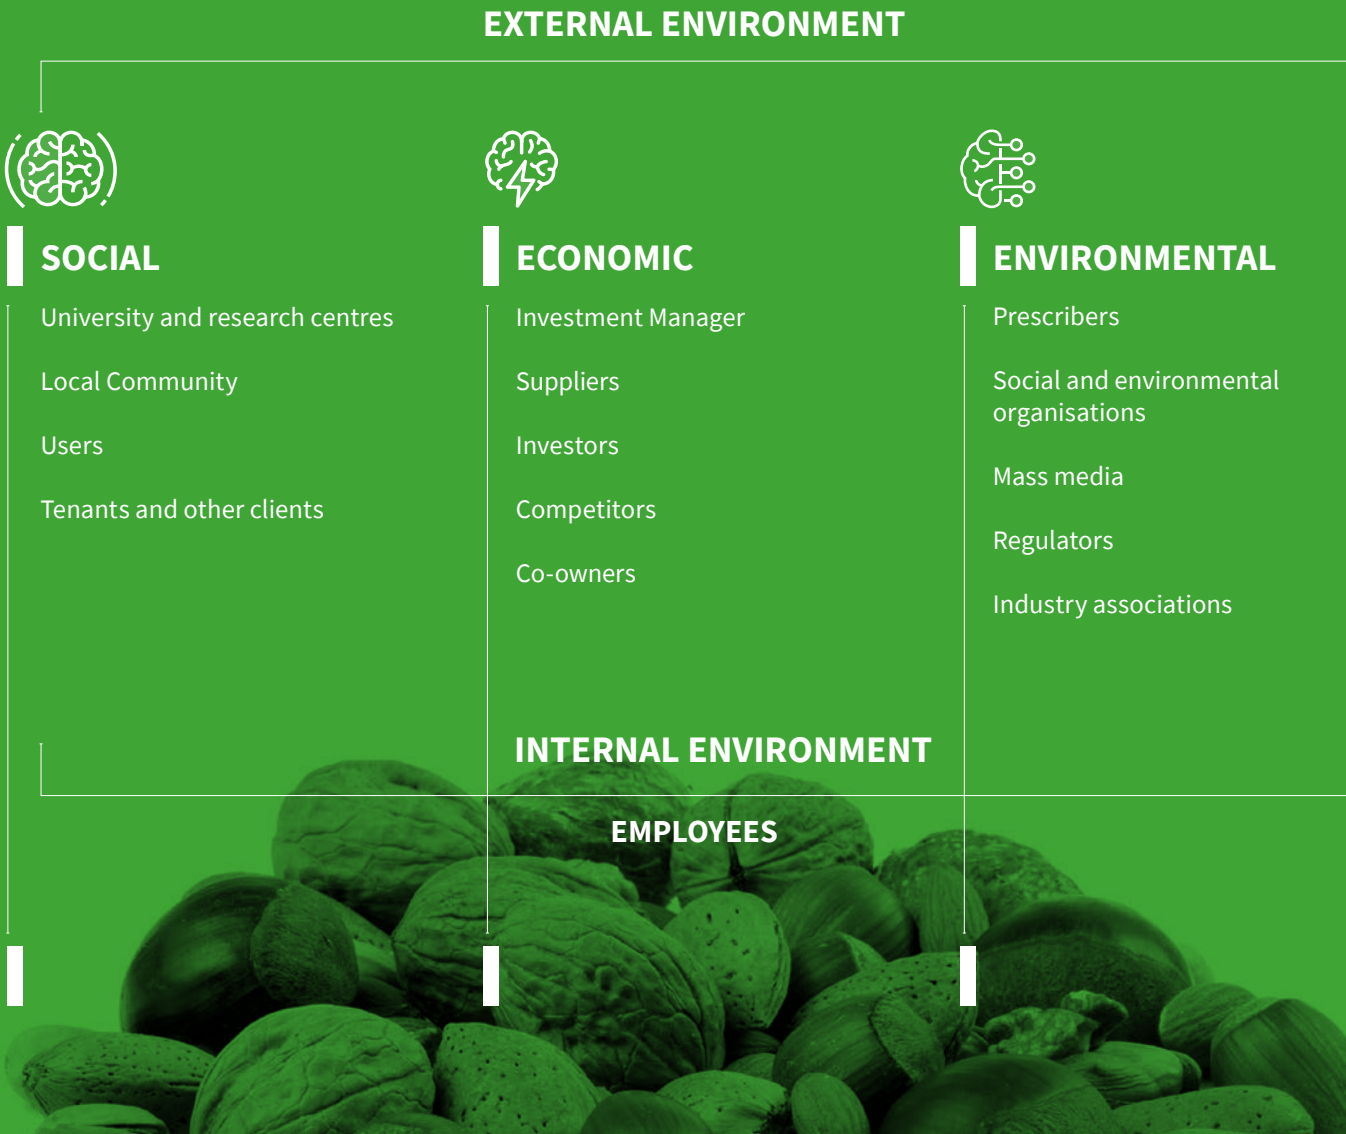 EXTERNAL ENVIRONMENT
SOCIAL
University and research centres
Local Community
Users
Tenants and other clients
ECONOMIC
Investment Manager
Suppliers
Investors
Competitors
Co-owners
ENVIRONMENTAL
Prescribers
Social and environmental
organisations
Mass media
Regulators
Industry associations
INTERNAL ENVIRONMENT
EMPLOYEES